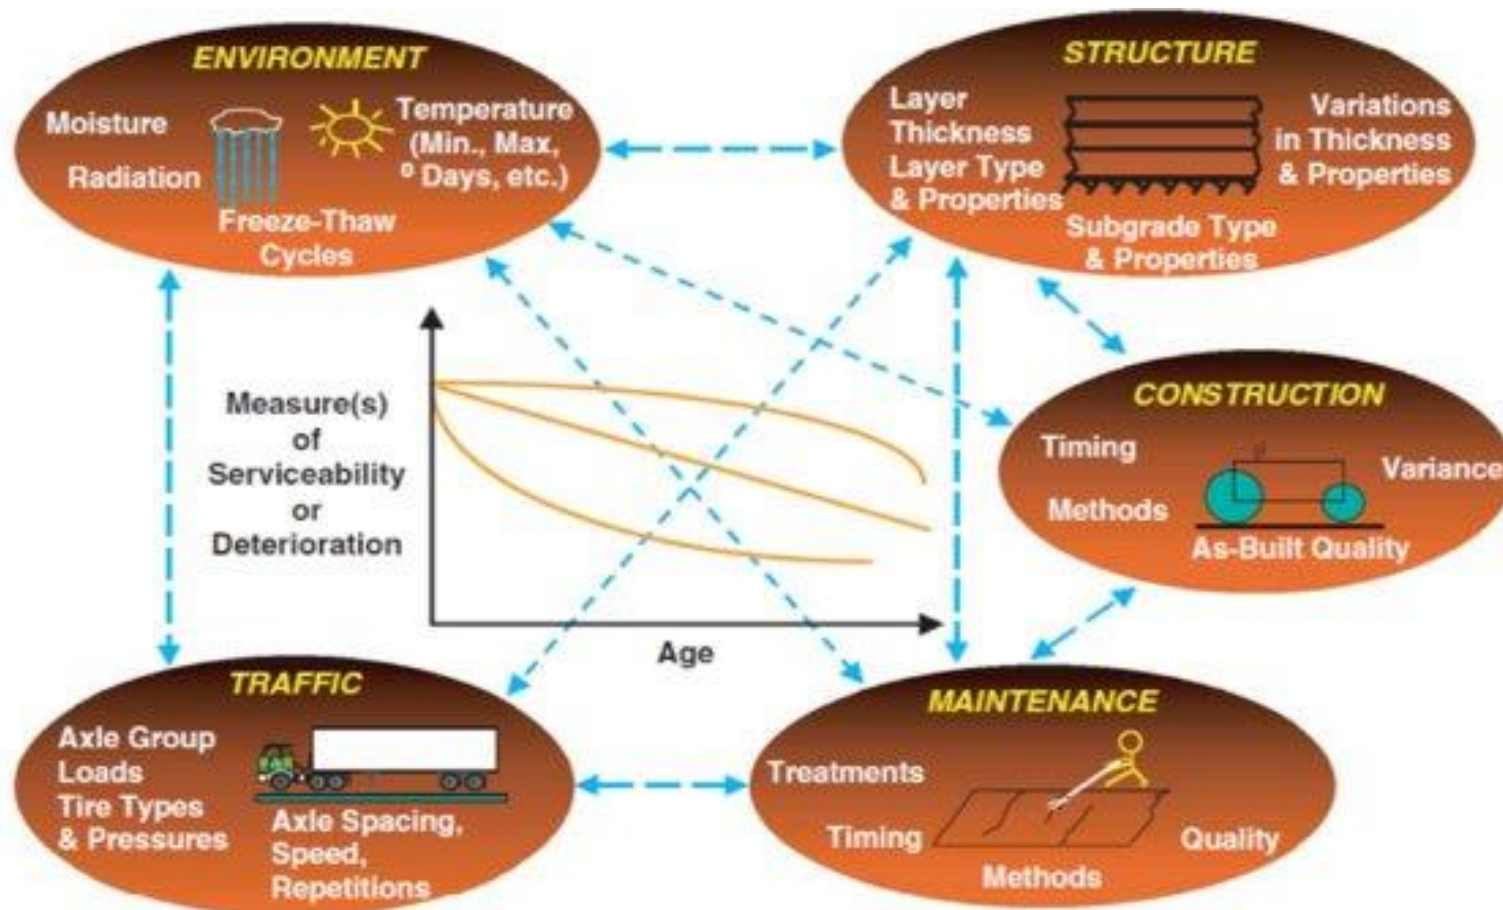 ENVIRONMENT
Moisture
Radiation
Temperature
(Min., Max,
º Days, etc.)
Freeze-Thaw
Cycles
STRUCTURE
Layer
Thickness
Layer Type
& Properties
Variations
in Thickness
& Properties
Subgrade Type
& Properties
Measure(s)
of
Serviceability
or
Deterioration
Age
CONSTRUCTION
Timing
Methods
Variance
As-Built Quality
TRAFFIC
Axle Group
Loads
Tire Types
& Pressures
Axle Spacing,
Speed,
Repetitions
MAINTENANCE
Treatments
Timing
Quality
Methods